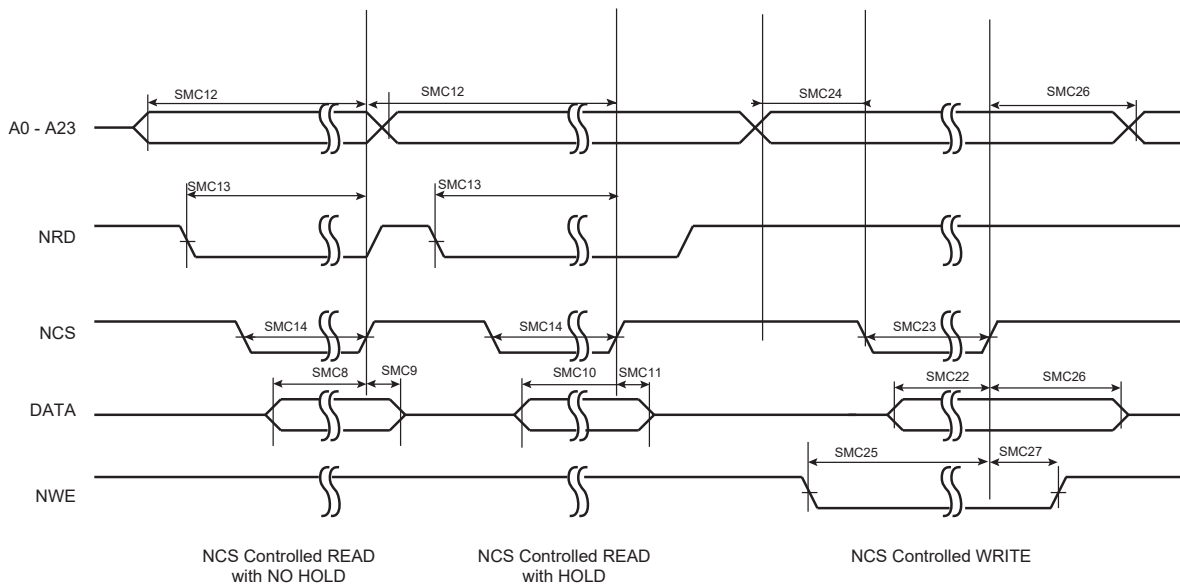 SMC12
SMC12
SMC24
SMC26
A0 - A23
SMC13
SMC13
NRD
SMC14
SMC14
SMC23
NCS
SMC8
SMC9
SMC10
SMC11
SMC22
SMC26
DATA
SMC25
SMC27
NWE
NCS Controlled READ
with NO HOLD
NCS Controlled READ
with HOLD
NCS Controlled WRITE